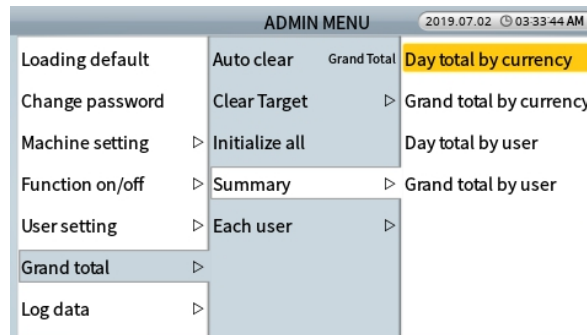 ADMIN MENU 2019.07.02 03:33:44 AM
Loading default
Change password
Machine setting
Function on/off
User setting
Grand total
Log data
Auto clear Grand Total
Clear Target
Initialize all
Summary
Each user
Day total by currency
Grand total by currency
Day total by user
Grand total by user